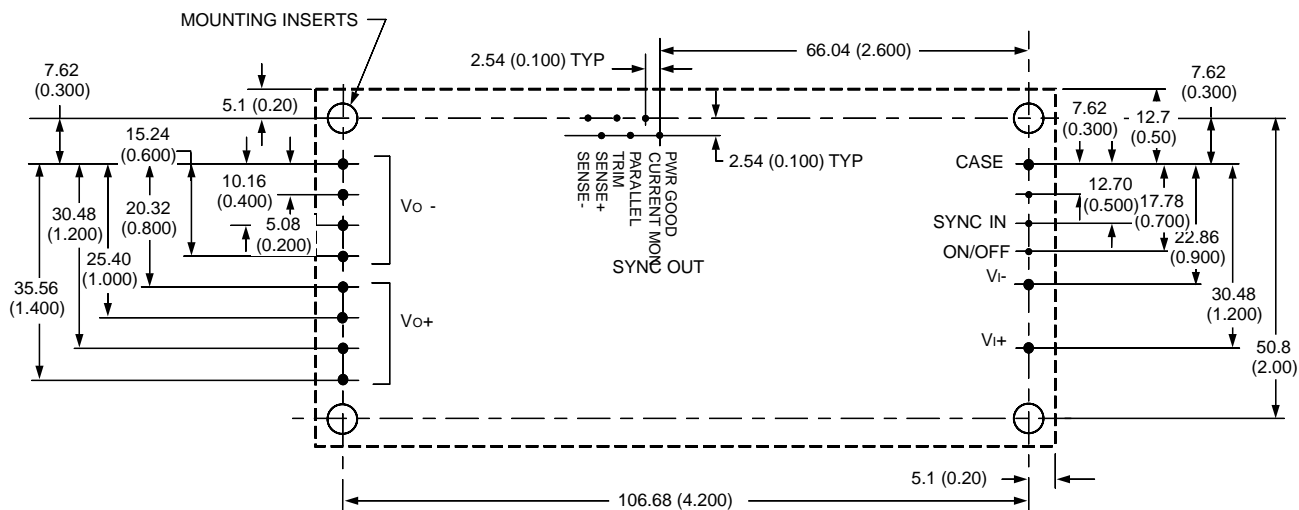 MOUNTING INSERTS
7.62
(0.300)
5.1 (0.20)
2.54 (0.100) TYP
66.04 (2.600)
7.62
(0.300)
15.24
(0.600)
7.62
(0.300)
12.7
(0.50)
2.54 (0.100) TYP
CASE
10.16
(0.400)
VO -
SENSE-
SENSE+
TRIM
PARALLEL
CURRENT MON
PWR GOOD
12.70
(0.500)
17.78
(0.700)
30.48
(1.200)
20.32
(0.800)
5.08
(0.200)
SYNC IN
22.86
(0.900)
25.40
(1.000)
SYNC OUT
ON/OFF
VI-
35.56
(1.400)
VO+
30.48
(1.200)
VI+
50.8
(2.00)
5.1 (0.20)
106.68 (4.200)